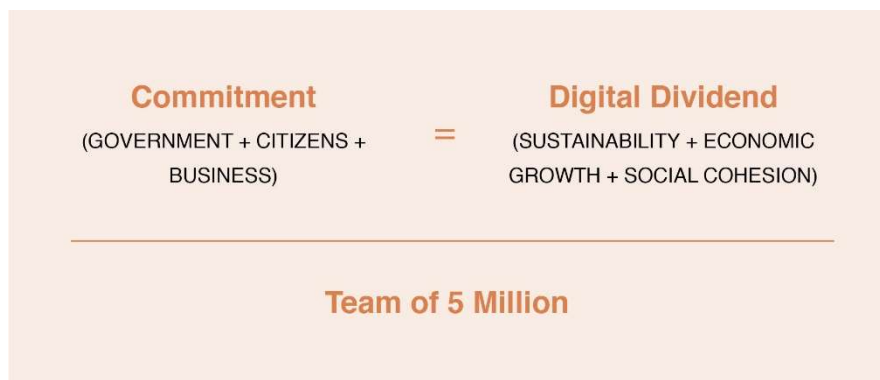 Commitment
(GOVERNMENT + CITIZENS +
BUSINESS)
=
Digital Dividend
(SUSTAINABILITY + ECONOMIC
GROWTH + SOCIAL COHESION)
Team of 5 Million